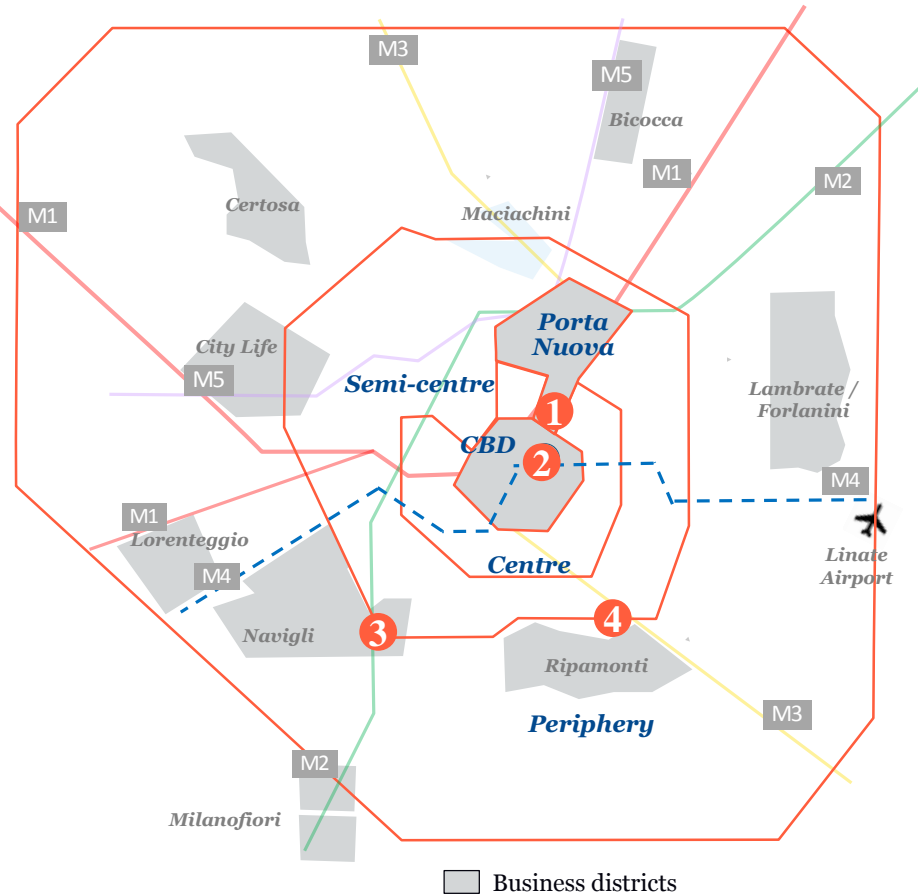 M3
M5
Bicocca
M1
M2
Certosa
M1
Maciachini
Porta
Nuova
City Life
M5
Semi-centre
Lambrate /
Forlanini
1
CBD
2
M4
M1
Lorenteggio
Linate
Airport
Centre
M4
3
4
Navigli
Ripamonti
M3
Periphery
M2
Milanofiori
Business districts